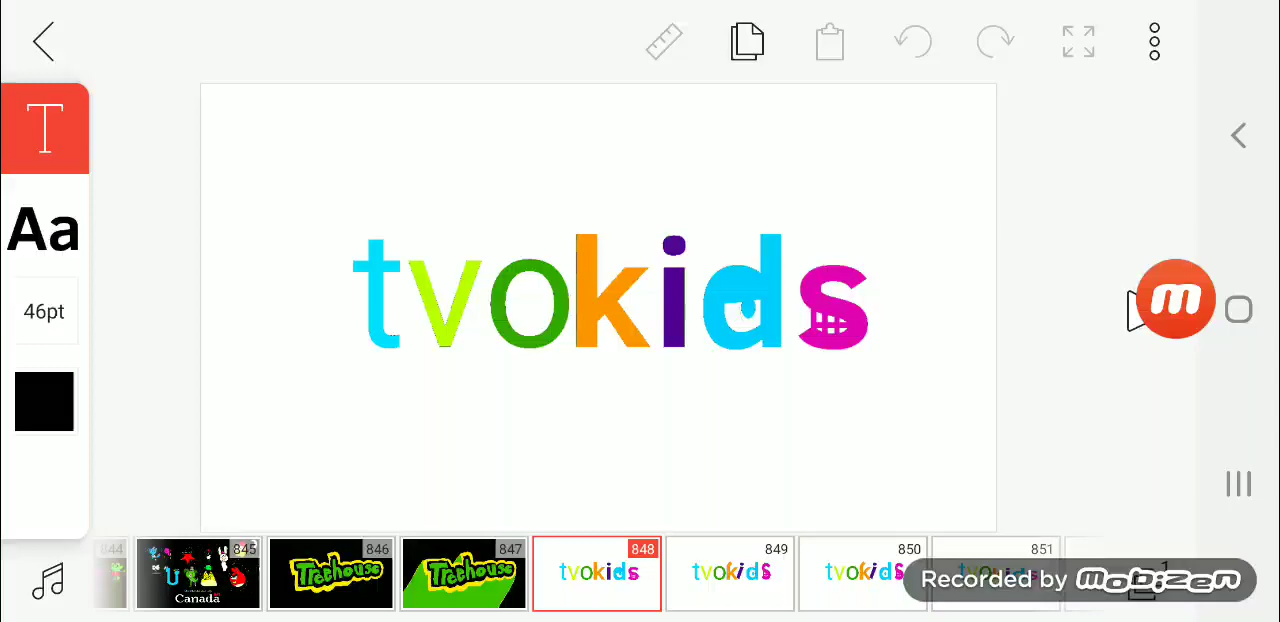 T
Aa
46pt
tvokids
m
844
845
846
847
848
849
850
851
Canada
Treehouse
Treehouse
tvokids
tvokids
tvokids
Recorded by mobizen
1